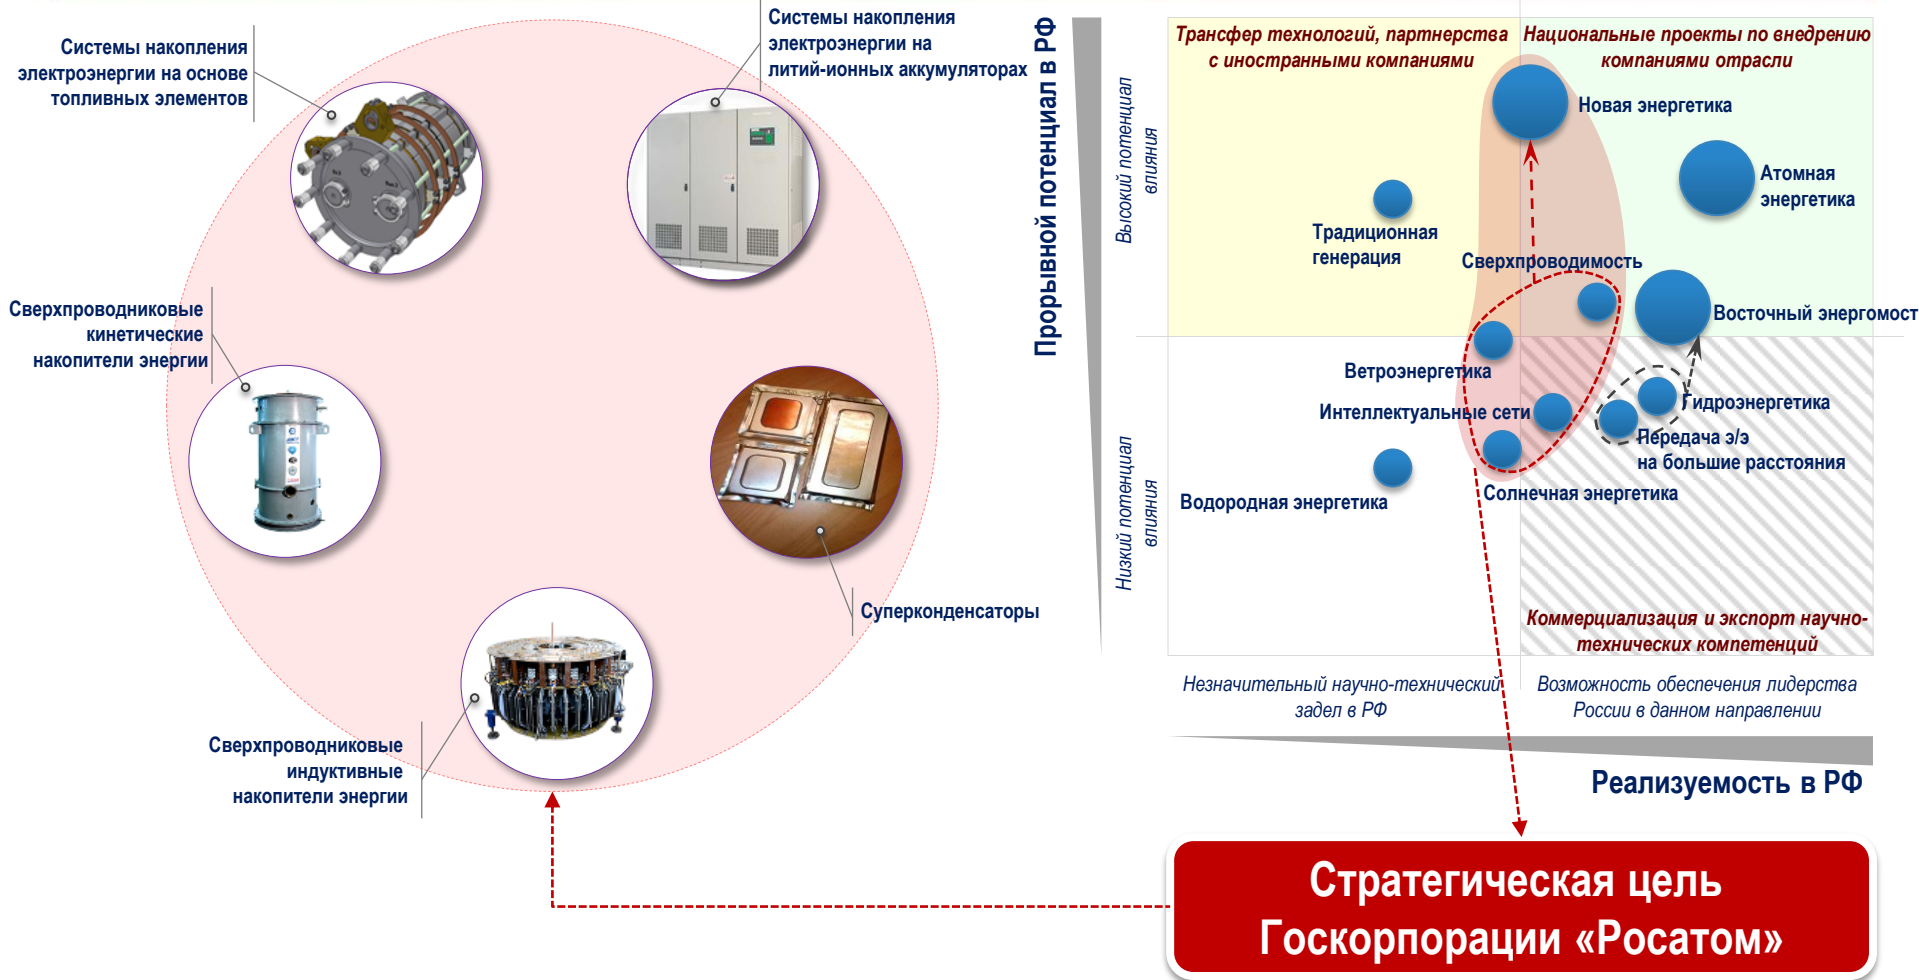 Системы накопления
электроэнергии на основе
топливных элементов
Системы накопления
электроэнергии на
литий-ионных аккумуляторах
Сверхпроводниковые
кинетические
накопители энергии
Суперконденсаторы
Сверхпроводниковые
индуктивные
накопители энергии
Прорывной потенциал в РФ
Высокий потенциал
влияния
Низкий потенциал
влияния
Трансфер технологий, партнерства
с иностранными компаниями
Национальные проекты по внедрению
компаниями отрасли
Новая энергетика
Атомная
энергетика
Традиционная
генерация
Сверхпроводимость
Восточный энергомост
Ветроэнергетика
Интеллектуальные сети
Гидроэнергетика
Передача э/э
на большие расстояния
Солнечная энергетика
Водородная энергетика
Коммерциализация и экспорт научно-
технических компетенций
Незначительный научно-технический
задел в РФ
Возможность обеспечения лидерства
России в данном направлении
Реализуемость в РФ
Стратегическая цель
Госкорпорации «Росатом»